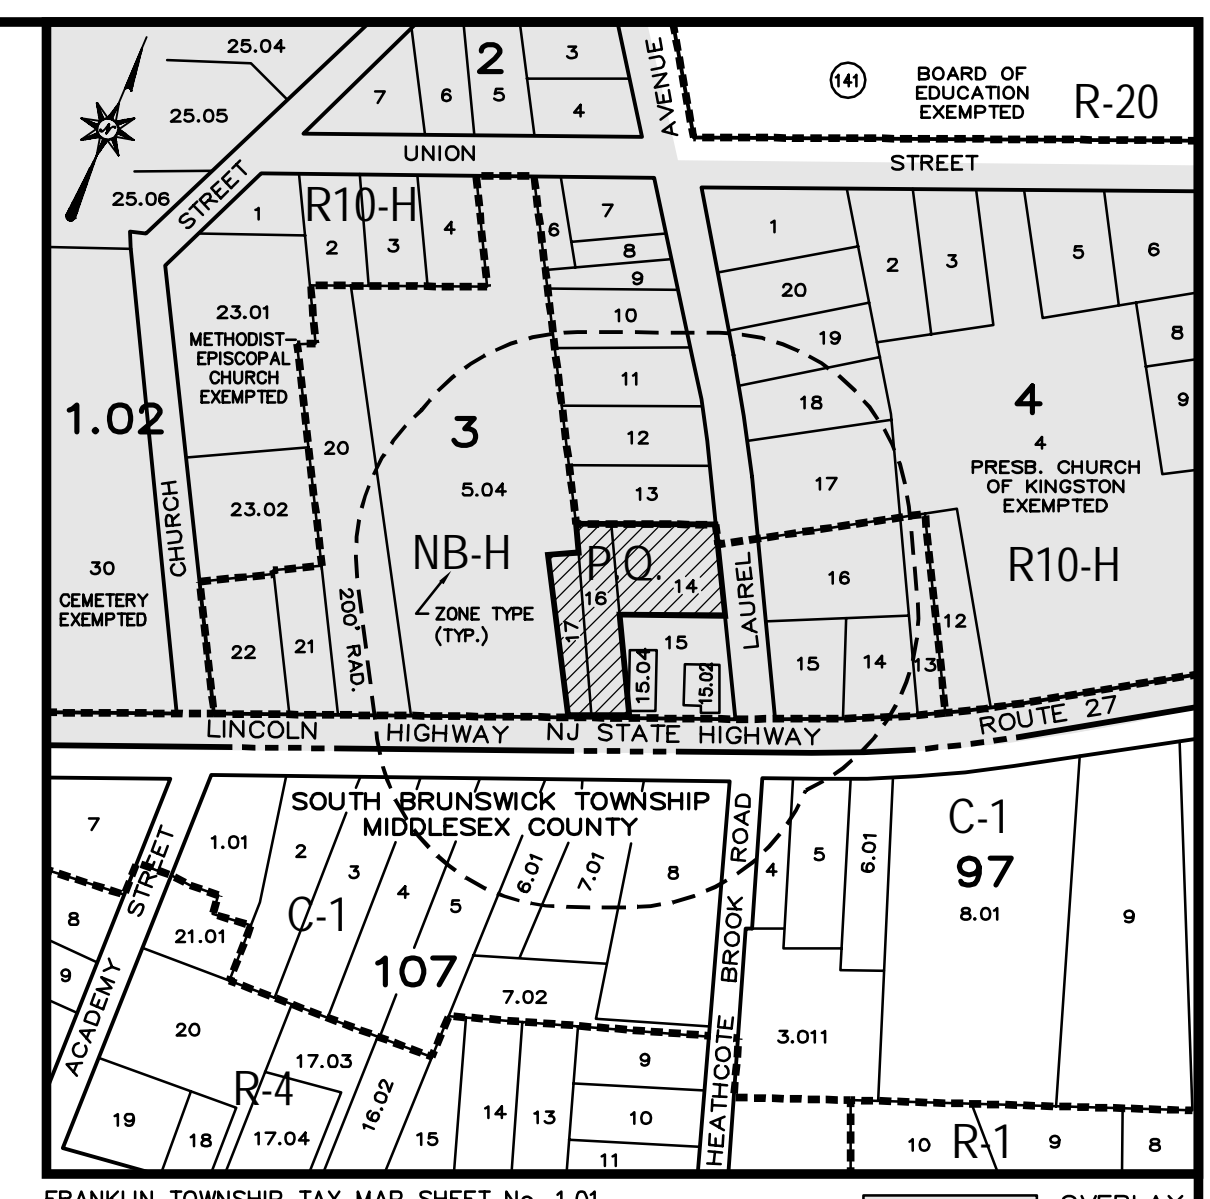 25.04
25.05
25.06
7
6
2
5
3
4
AVENUE
141
BOARD OF
EDUCATION
EXEMPTED
R-20
UNION
STREET
STREET
1
R10-H
2
3
4
6
7
8
9
10
11
12
13
1
20
19
18
17
2
3
5
6
8
9
23.01
METHODIST-
EPISCOPAL
CHURCH
EXEMPTED
1.02
20
3
5.04
4
4
PRESB. CHURCH
OF KINGSTON
EXEMPTED
R10-H
23.02
CHURCH
30
CEMETERY
EXEMPTED
NB-H
ZONE TYPE
(TYP.)
P.Q.
14
16
17
15
15.04
15.02
LAUREL
16
15
14
13
12
22
21
200' RAD.
LINCOLN HIGHWAY NJ STATE HIGHWAY ROUTE 27
SOUTH BRUNSWICK TOWNSHIP
MIDDLESEX COUNTY
7
8
9
ACADEMY STREET
1.01
2
3
4
5
6.01
7.01
8
C-1
107
21.01
20
7.02
HEATHCOTE BROOK ROAD
4
5
6.01
C-1
97
8.01
9
3.011
R-4
17.03
17.04
16.02
15
14
13
9
10
11
19
18
10
R-1
9
8
FRANKLIN TOWNSHIP TAX MAP SHEET No. 1.01
OVERLAY